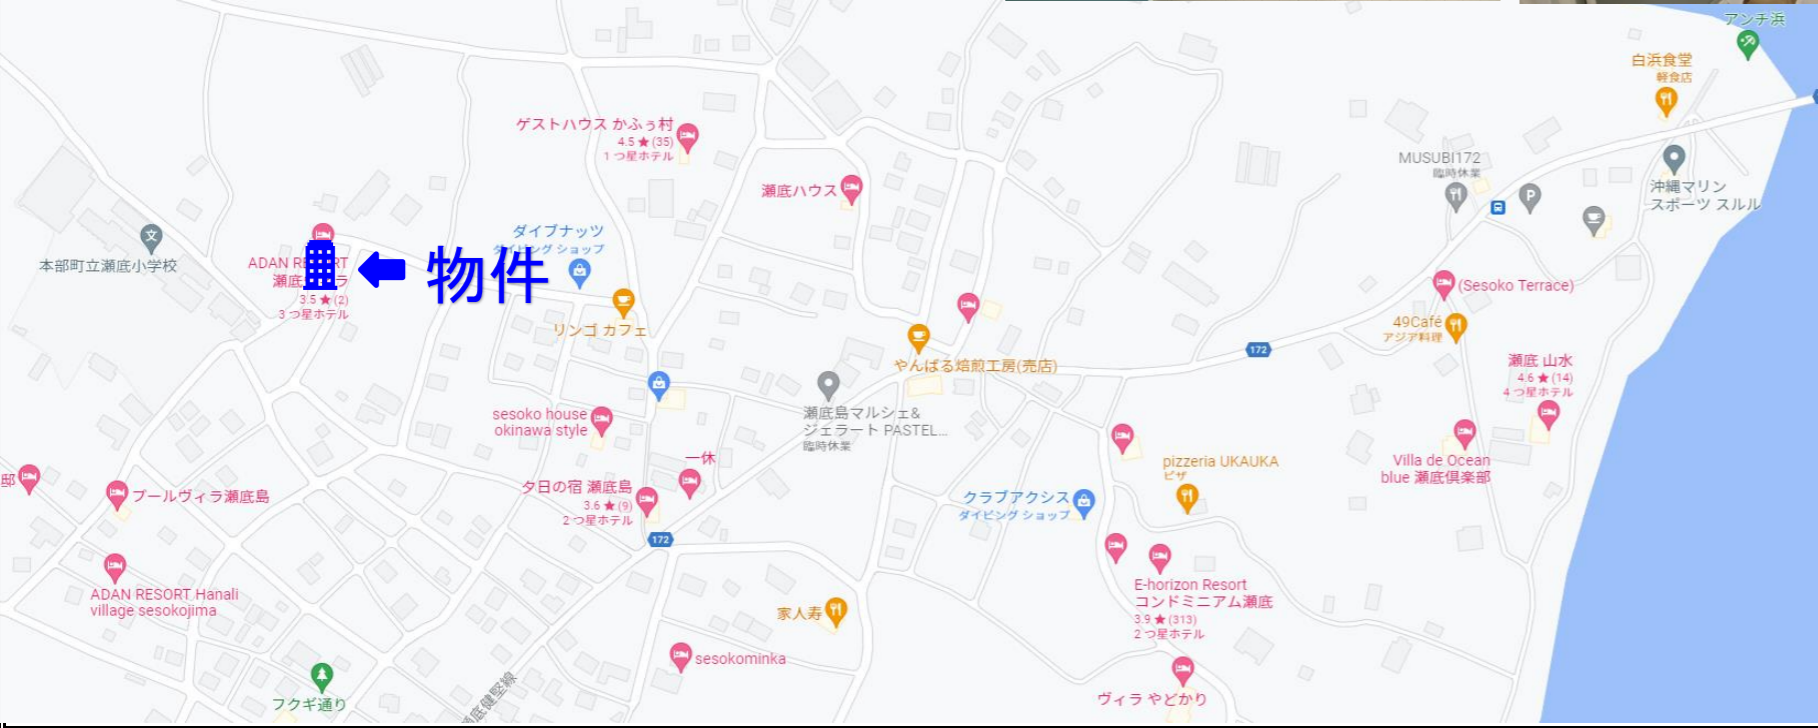 アンチ浜
白浜食堂
軽食店
ゲストハウス かふぅ村
4.5 ★ (35)
1 つ星ホテル
瀬底ハウス
MUSUBI172
臨時休業
P
沖縄マリン
スポーツ スルル
文
本部町立瀬底小学校
ダイブナッツ
ダイビング ショップ
物件
ADAN RESORT
3.5 ★ (2)
3 つ星ホテル
リンゴ カフェ
(Sesoko Terrace)
49Café
アジア料理
172
やんばる焙煎工房(売店)
瀬底 山水
4.6 ★ (14)
4 つ星ホテル
瀬底島マルシェ&
ジェラート PASTEL...
臨時休業
sesoko house
okinawa style
一休
pizzeria UKAUKA
ピザ
Villa de Ocean
blue 瀬底倶楽部
邸
プールヴィラ瀬底島
夕日の宿 瀬底島
3.6 ★ (9)
2 つ星ホテル
クラブアクシス
ダイビング ショップ
172
ADAN RESORT Hanali
village sesokojima
E-horizon Resort
コンドミニアム瀬底
3.9 ★ (313)
2 つ星ホテル
家人寿
sesokominka
フクギ通り
瀬底健堅線
ヴィラ やどかり